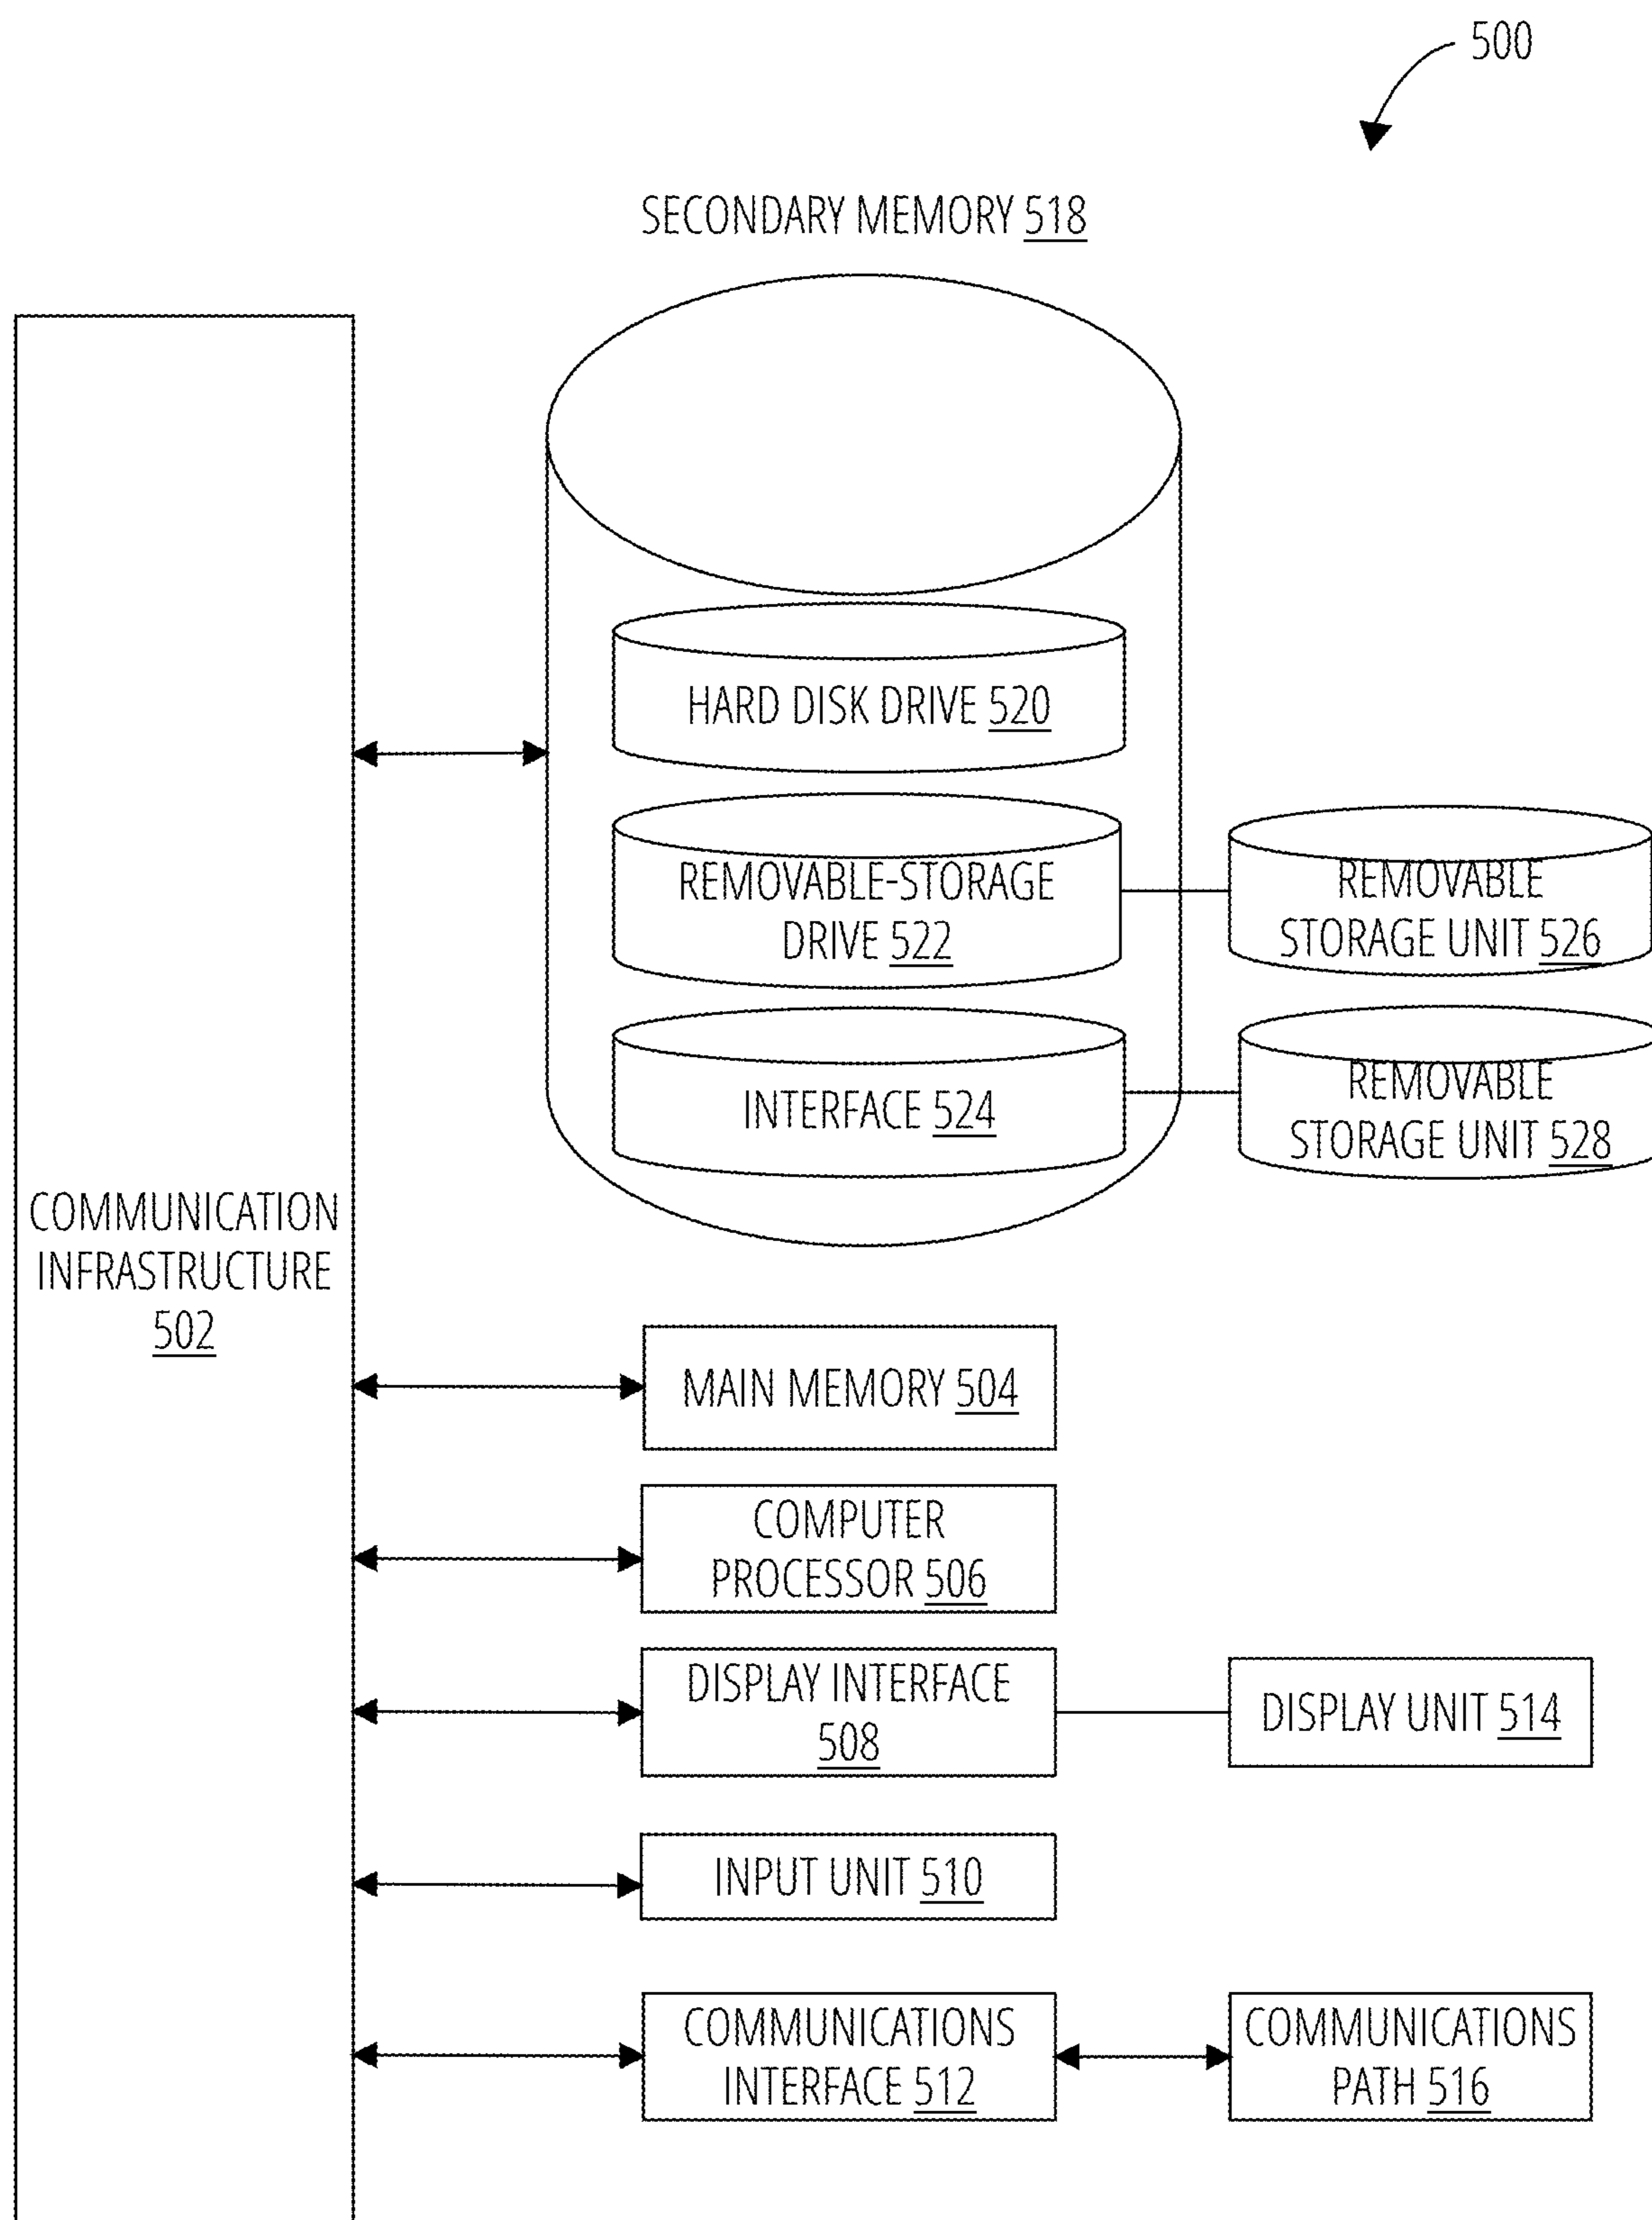 500
SECONDARY MEMORY 518
HARD DISK DRIVE 520
REMOVABLE-STORAGE
DRIVE 522
REMOVABLE
STORAGE UNIT 526
INTERFACE 524
REMOVABLE
STORAGE UNIT 528
COMMUNICATION
INFRASTRUCTURE
502
MAIN MEMORY 504
COMPUTER
PROCESSOR 506
DISPLAY INTERFACE
508
DISPLAY UNIT 514
INPUT UNIT 510
COMMUNICATIONS
INTERFACE 512
COMMUNICATIONS
PATH 516